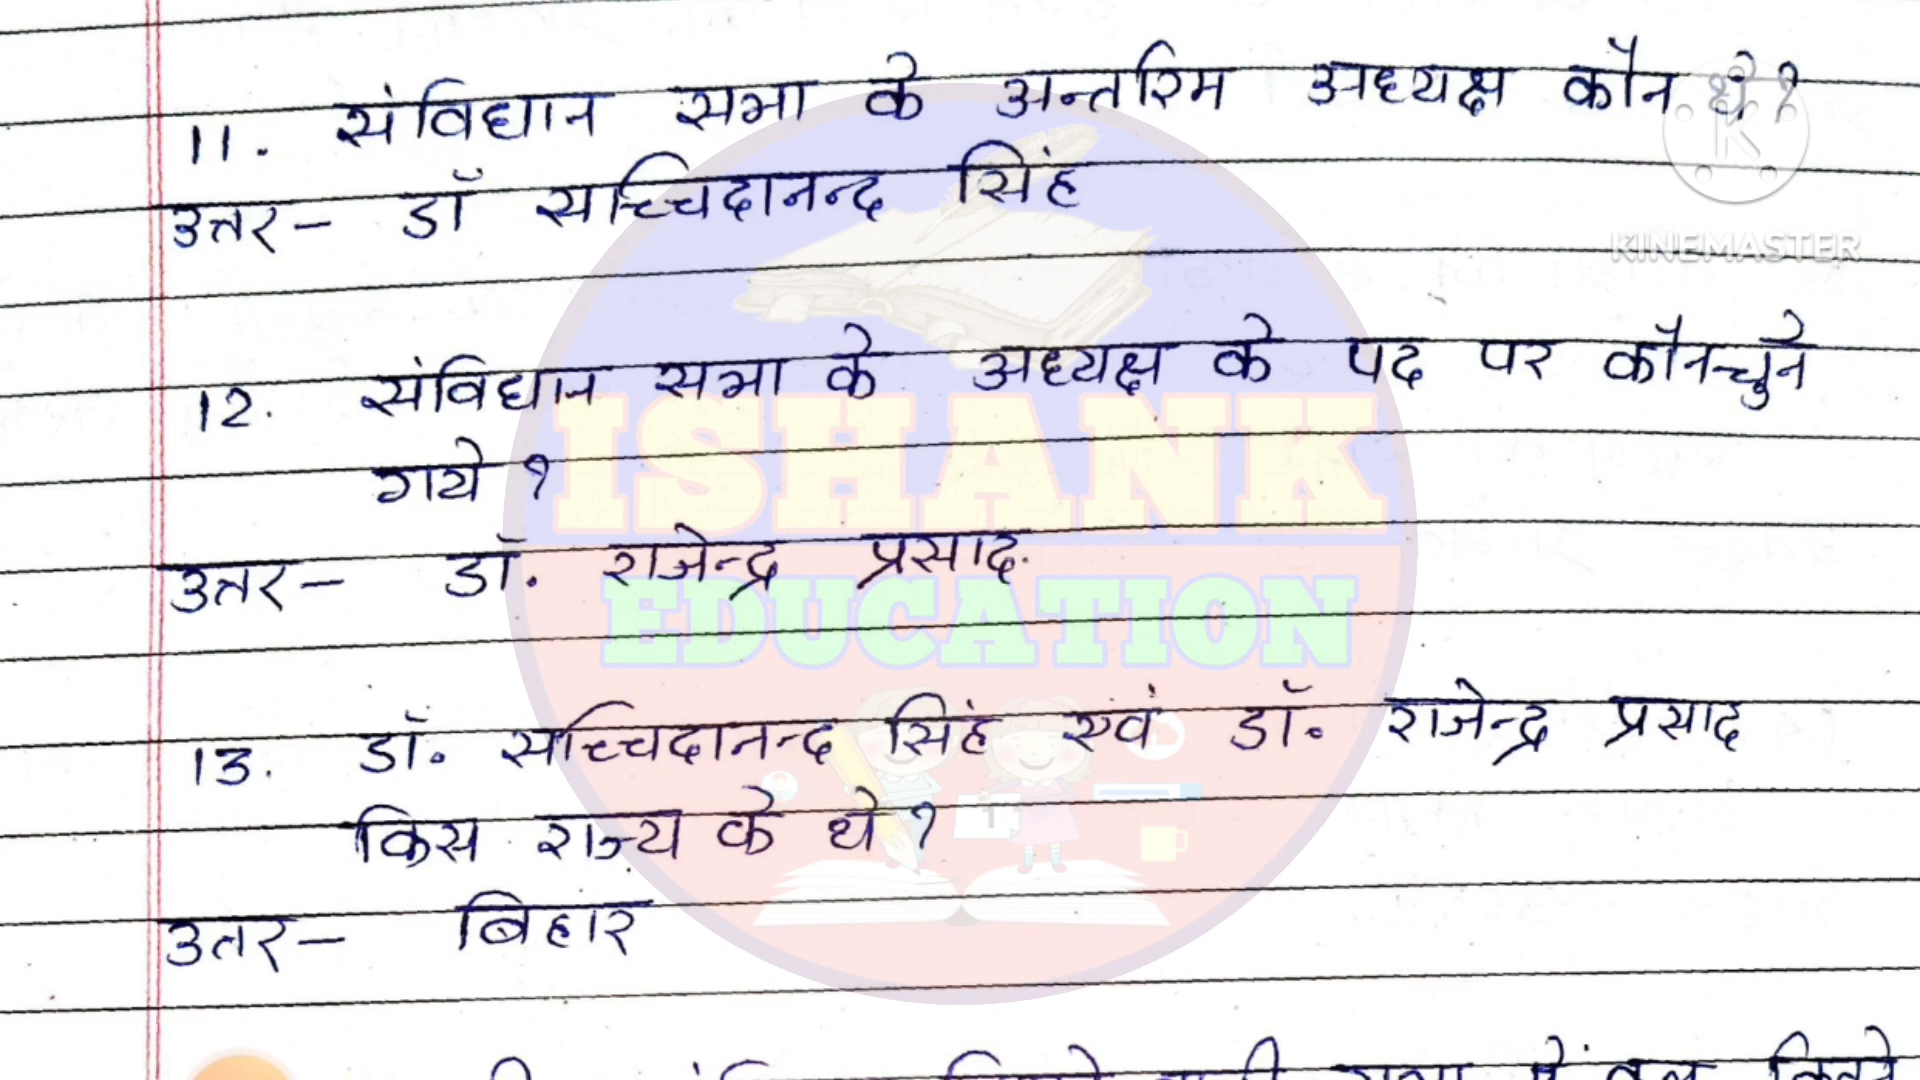 11. संविधान सभा के अन्तरिम अध्यक्ष कौन थे?
उत्तर- डॉ सच्चिदानन्द सिंह
KINEMASTER
12. संविधान सभा के अध्यक्ष के पद पर कौन चुने
गये ?
ISHANK
उत्तर- डॉ. राजेन्द्र प्रसाद.
EDUCATION
13. डॉ. सच्चिदानन्द सिंह एवं डॉ. राजेन्द्र प्रसाद
किस राज्य के थे ?
उत्तर- बिहार